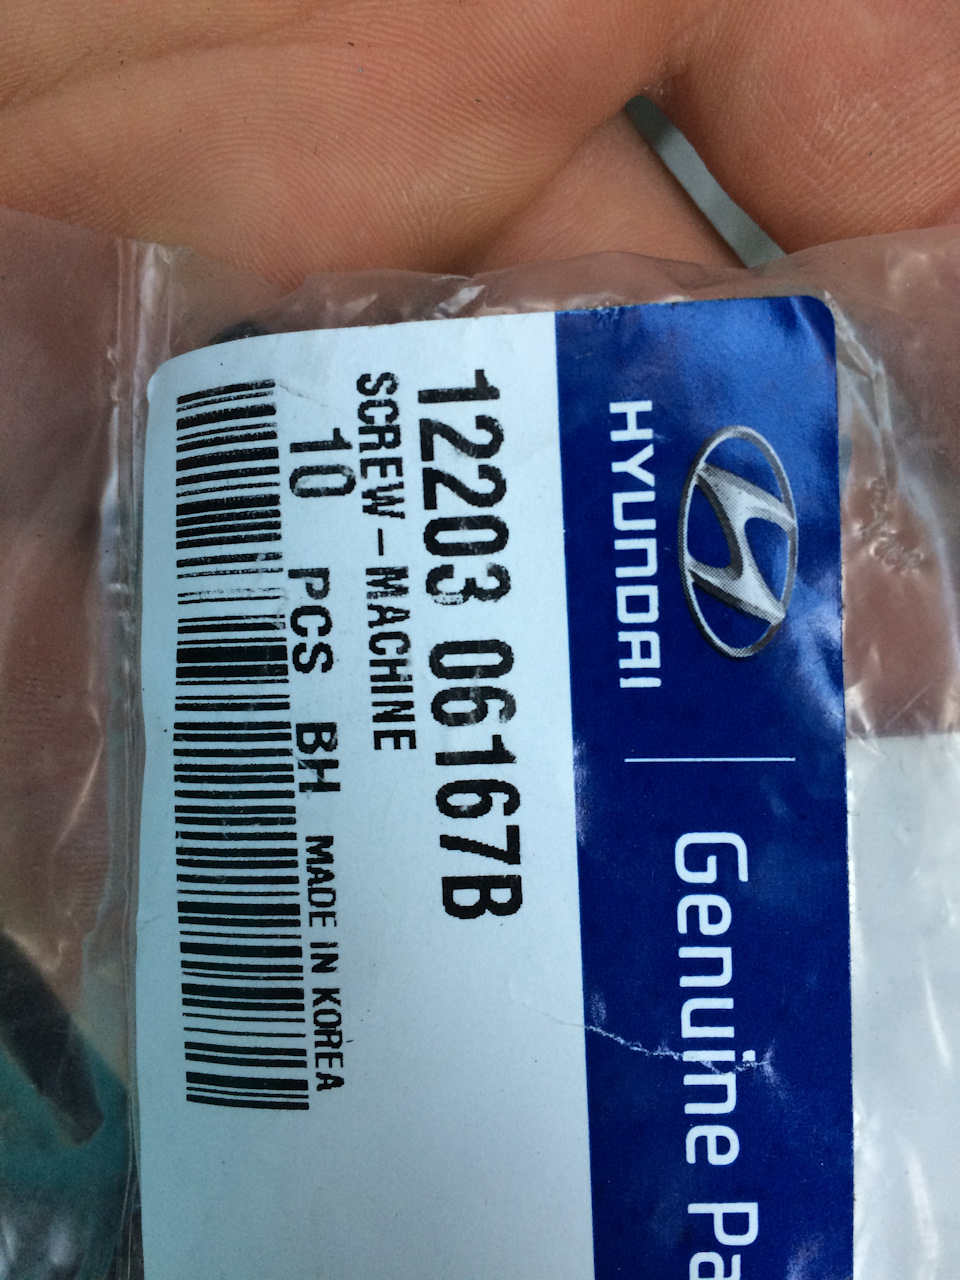 HYUNDAI | Genuine Pa
12203 06167B
SCREW-MACHINE
10 PCS BH MADE IN KOREA